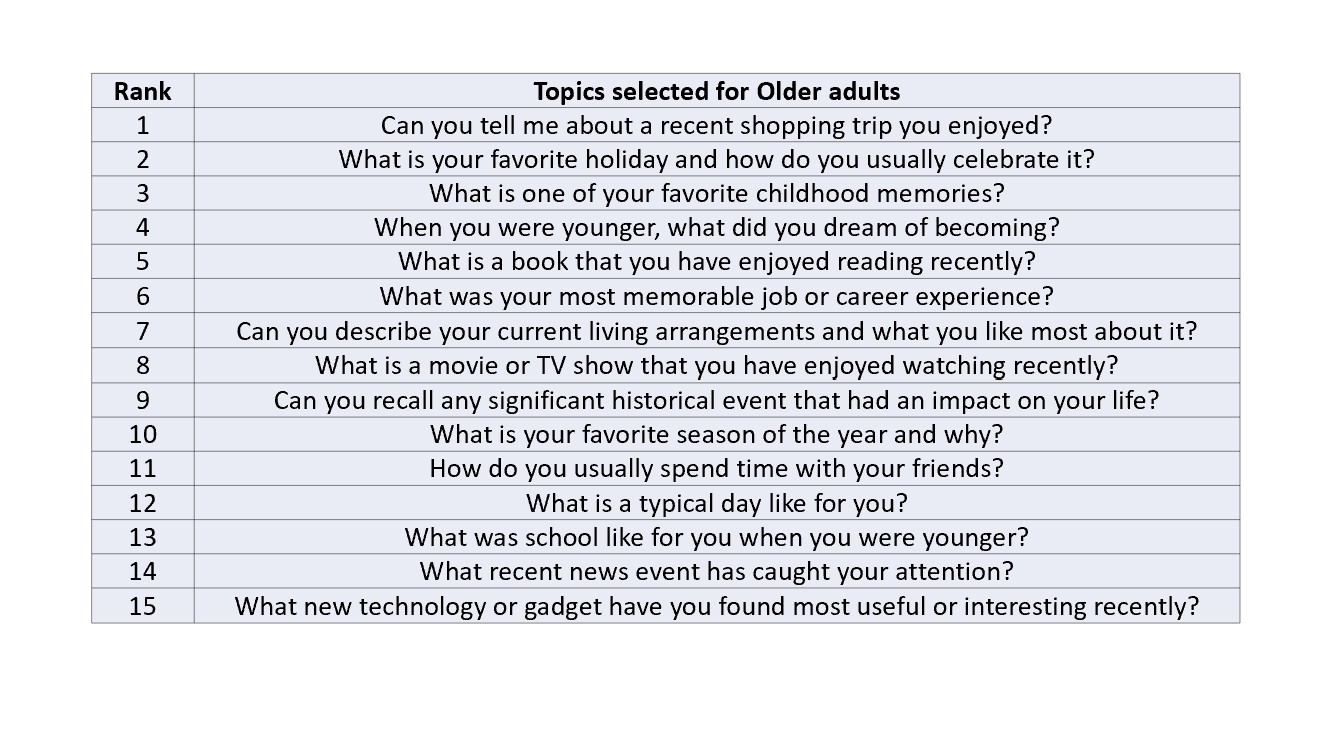 Rank Topics selected for Older adults
1 Can you tell me about a recent shopping trip you enjoyed?
2 What is your favorite holiday and how do you usually celebrate it?
3 What is one of your favorite childhood memories?
4 When you were younger, what did you dream of becoming?
5 What is a book that you have enjoyed reading recently?
6 What was your most memorable job or career experience?
7 Can you describe your current living arrangements and what you like most about it?
8 What is a movie or TV show that you have enjoyed watching recently?
9 Can you recall any significant historical event that had an impact on your life?
10 What is your favorite season of the year and why?
11 How do you usually spend time with your friends?
12 What is a typical day like for you?
13 What was school like for you when you were younger?
14 What recent news event has caught your attention?
15 What new technology or gadget have you found most useful or interesting recently?